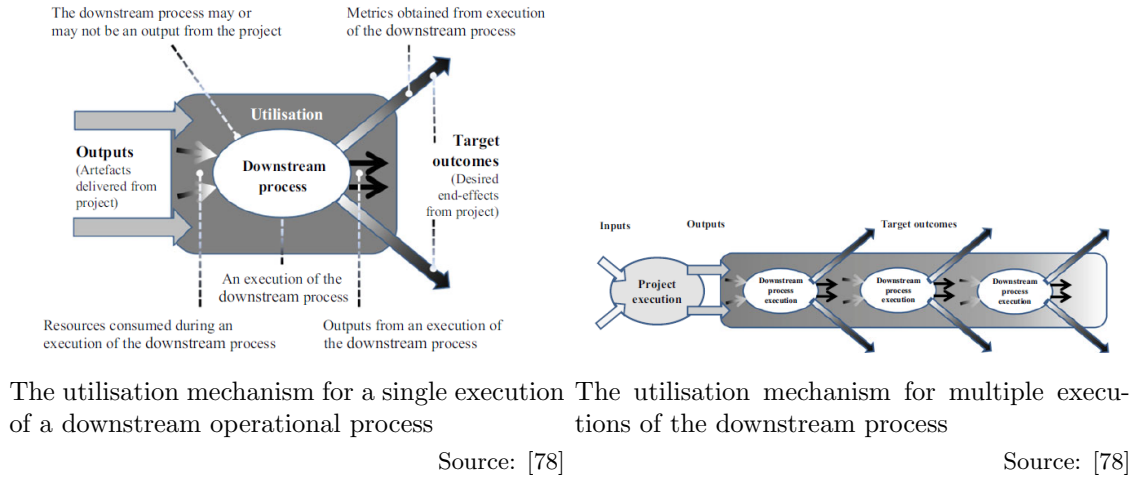 The downstream process may or
may not be an output from the project
Metrics obtained from execution
of the downstream process
Utilisation
Outputs
(Artefacts
delivered from
project)
Downstream
process
Target
outcomes
(Desired
end-effects
from project)
An execution of the
downstream process
Resources consumed during an
execution of the downstream process
Outputs from an execution of
the downstream process
The utilisation mechanism for a single execution
of a downstream operational process
Source: [78]
Inputs
Outputs
Target outcomes
Project
execution
Downstream
process
execution
Downstream
process
execution
Downstream
process
execution
The utilisation mechanism for multiple execu-
tions of the downstream process
Source: [78]